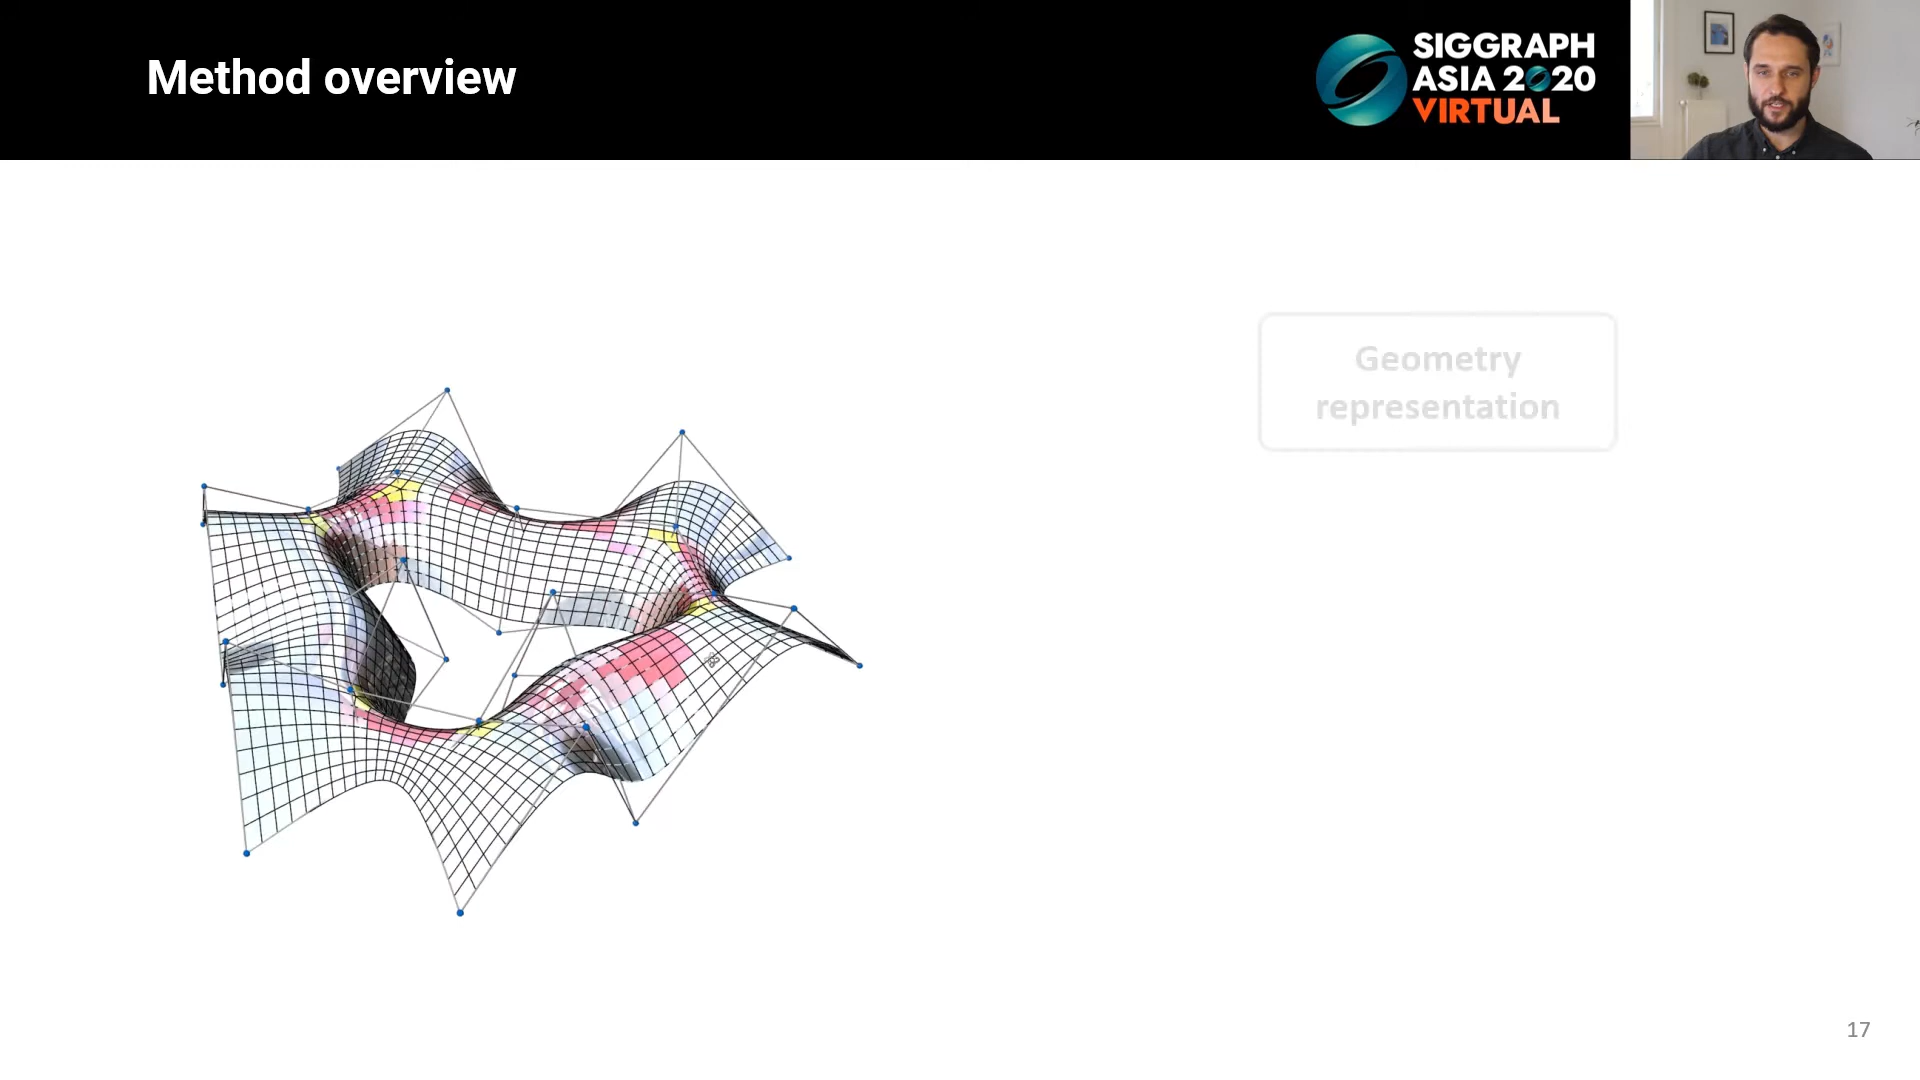 Method overview
SIGGRAPH
ASIA 2020
VIRTUAL
Geometry
representation
17